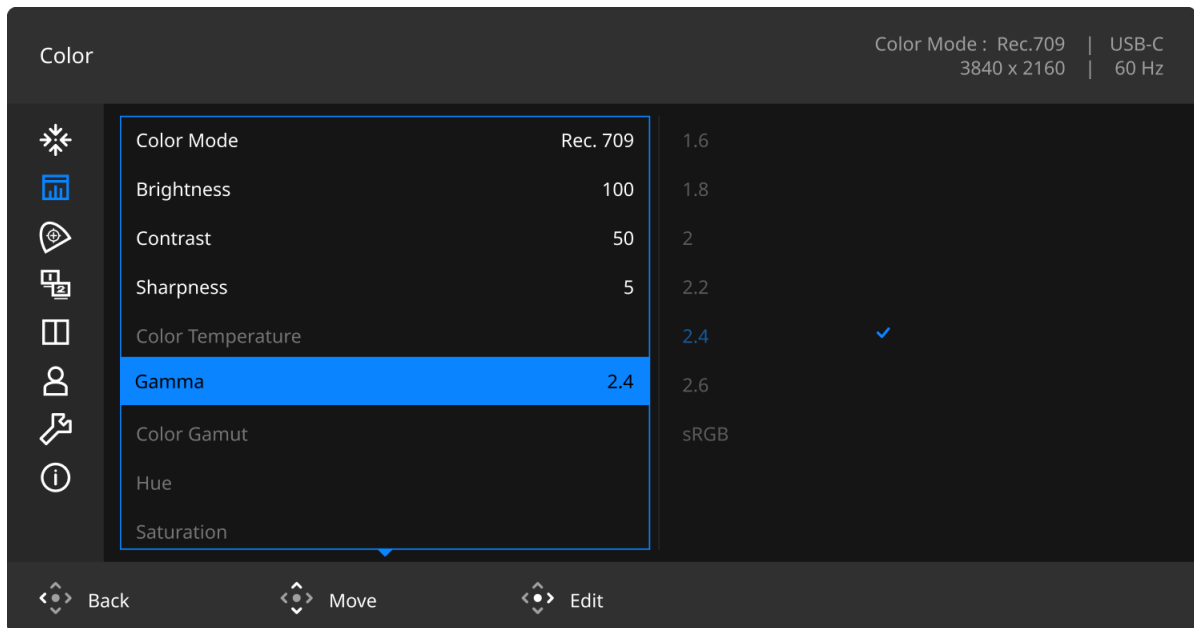 Color
Color Mode : Rec.709 | USB-C
3840 x 2160 | 60 Hz
Color Mode Rec. 709
Brightness 100
Contrast 50
Sharpness 5
Color Temperature
Gamma 2.4
Color Gamut
Hue
Saturation
1.6
1.8
2
2.2
2.4
2.6
sRGB
1
2
Back Move Edit